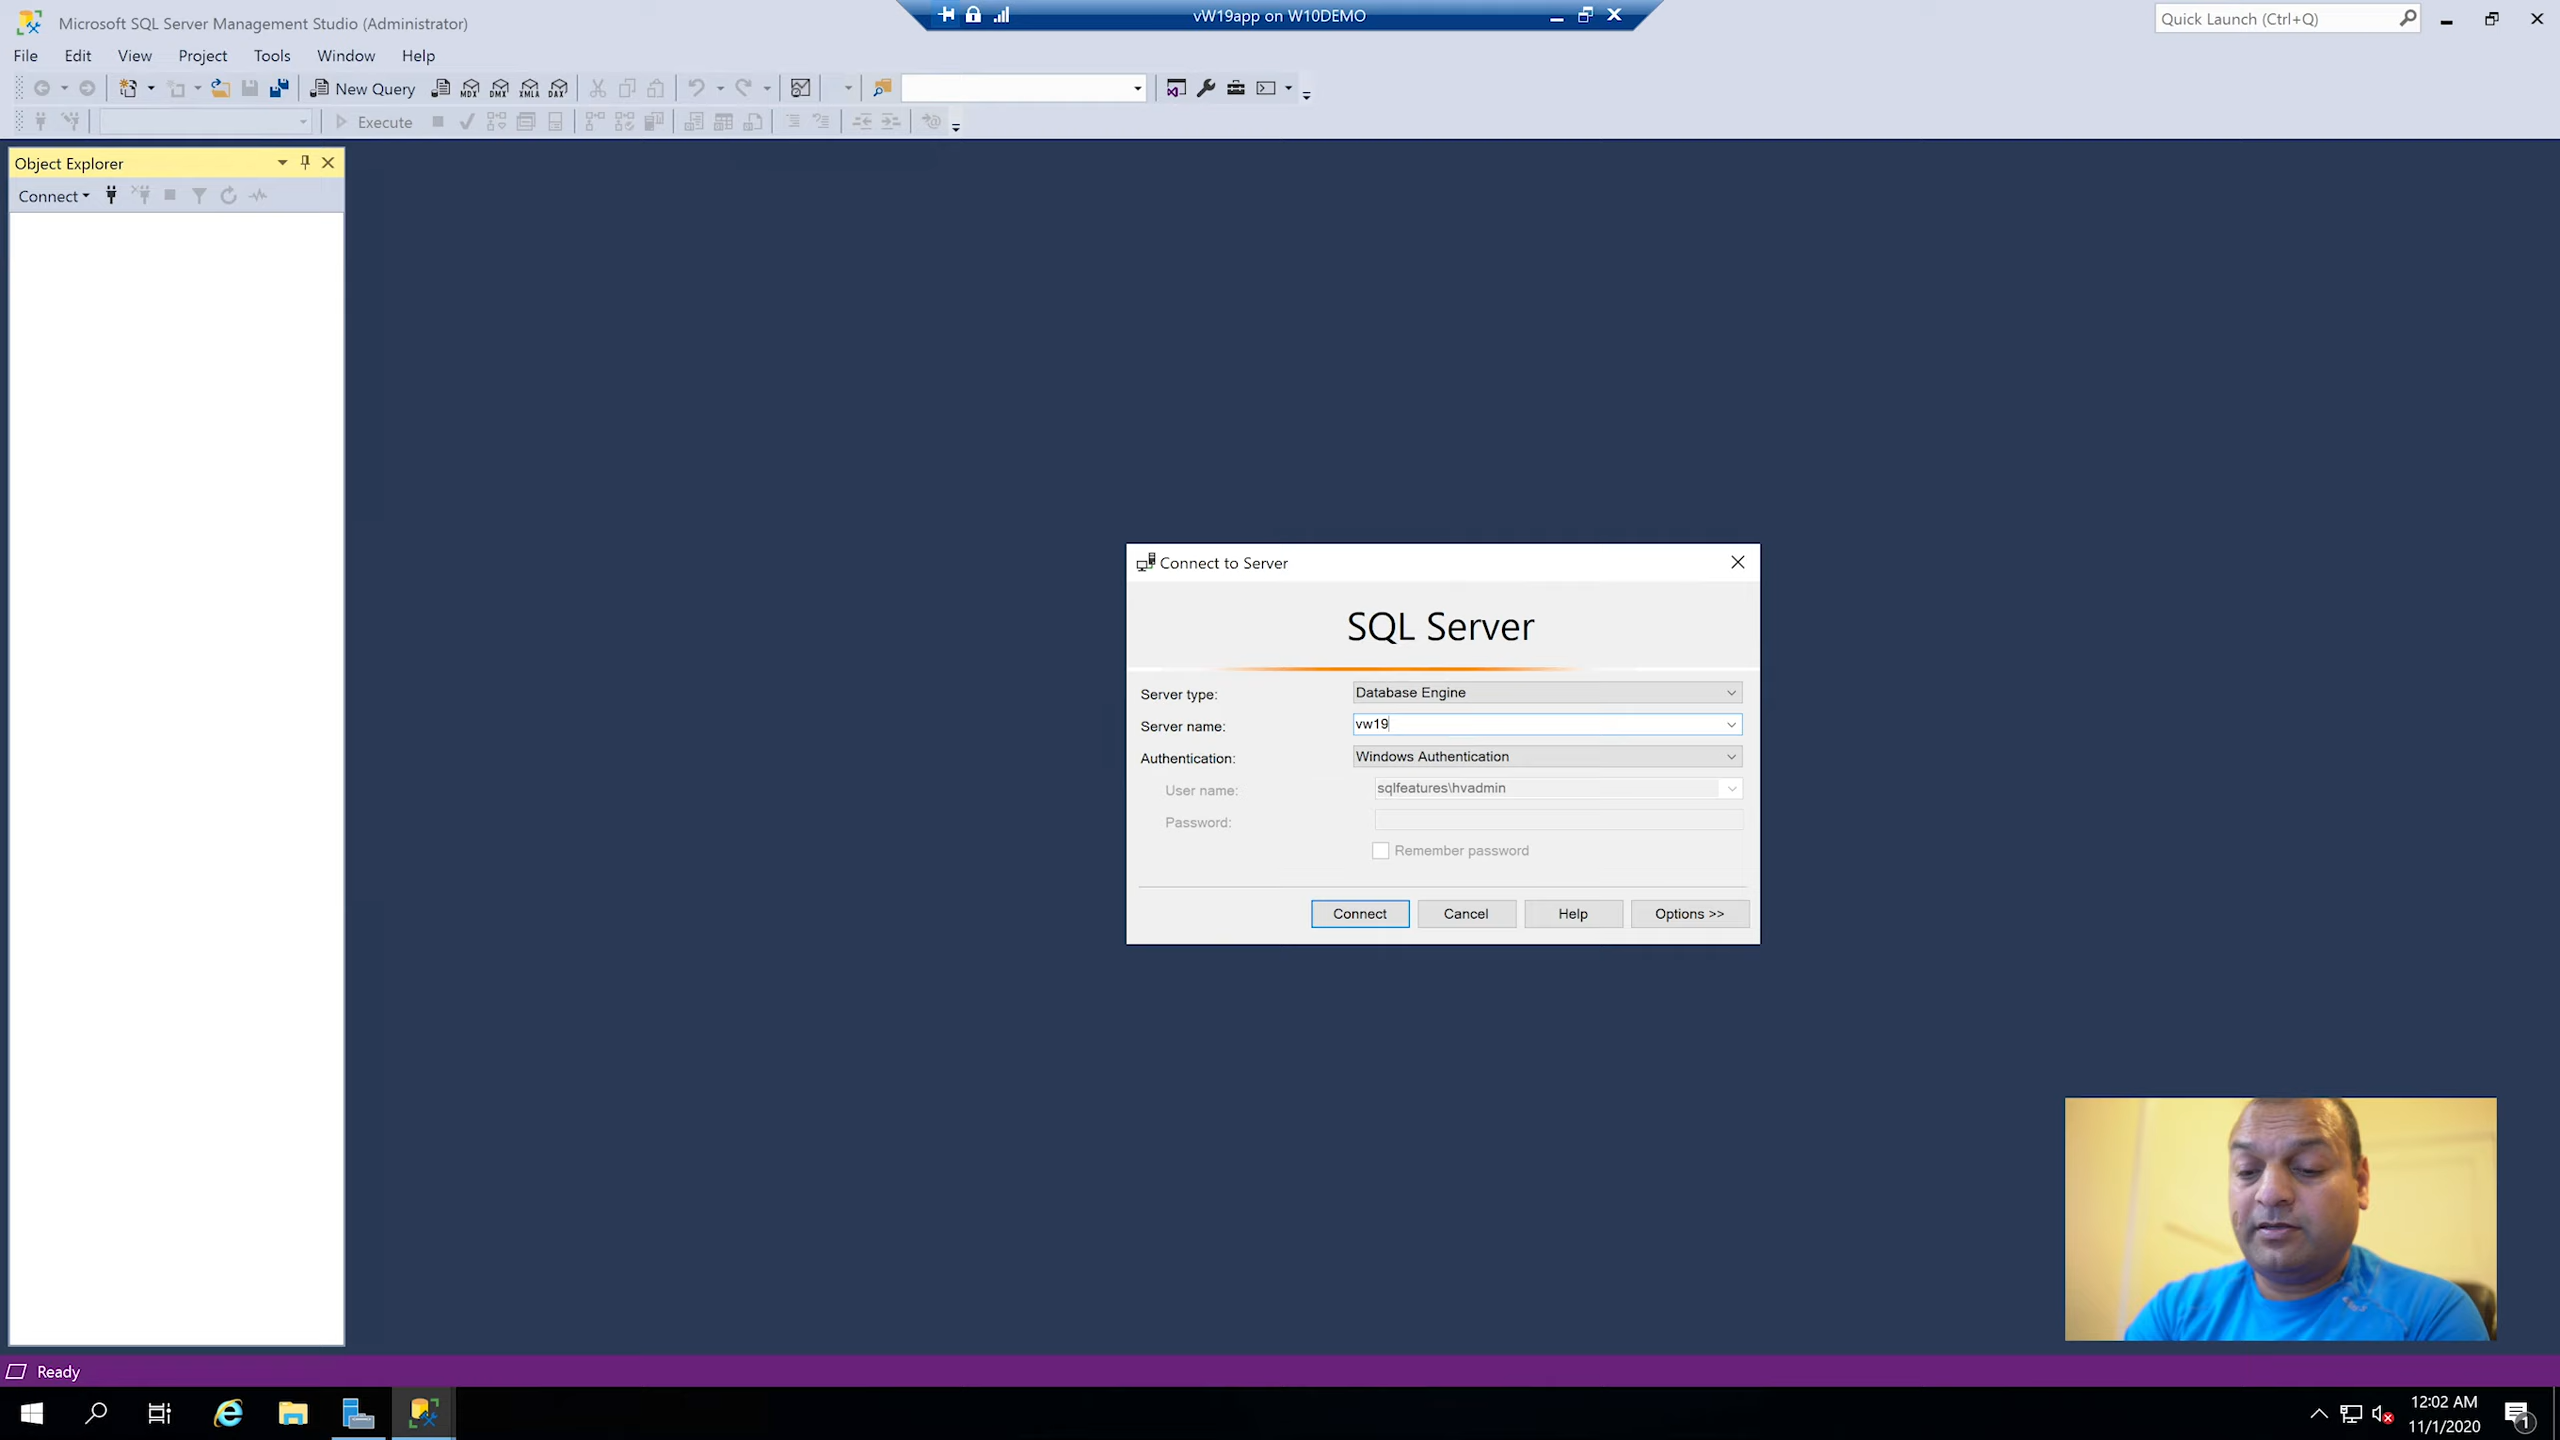 Microsoft SQL Server Management Studio (Administrator)
vW19app on W10DEMO
Quick Launch (Ctrl+Q)
File Edit View Project Tools Window Help
New Query MDX DMX XMLA DAX
Execute
Object Explorer
Connect
Connect to Server
SQL Server
Server type: Database Engine
Server name: vw19
Authentication: Windows Authentication
User name: sqlfeatures\hvadmin
Password:
Remember password
Connect Cancel Help Options >>
Ready
12:02 AM
11/1/2020
1